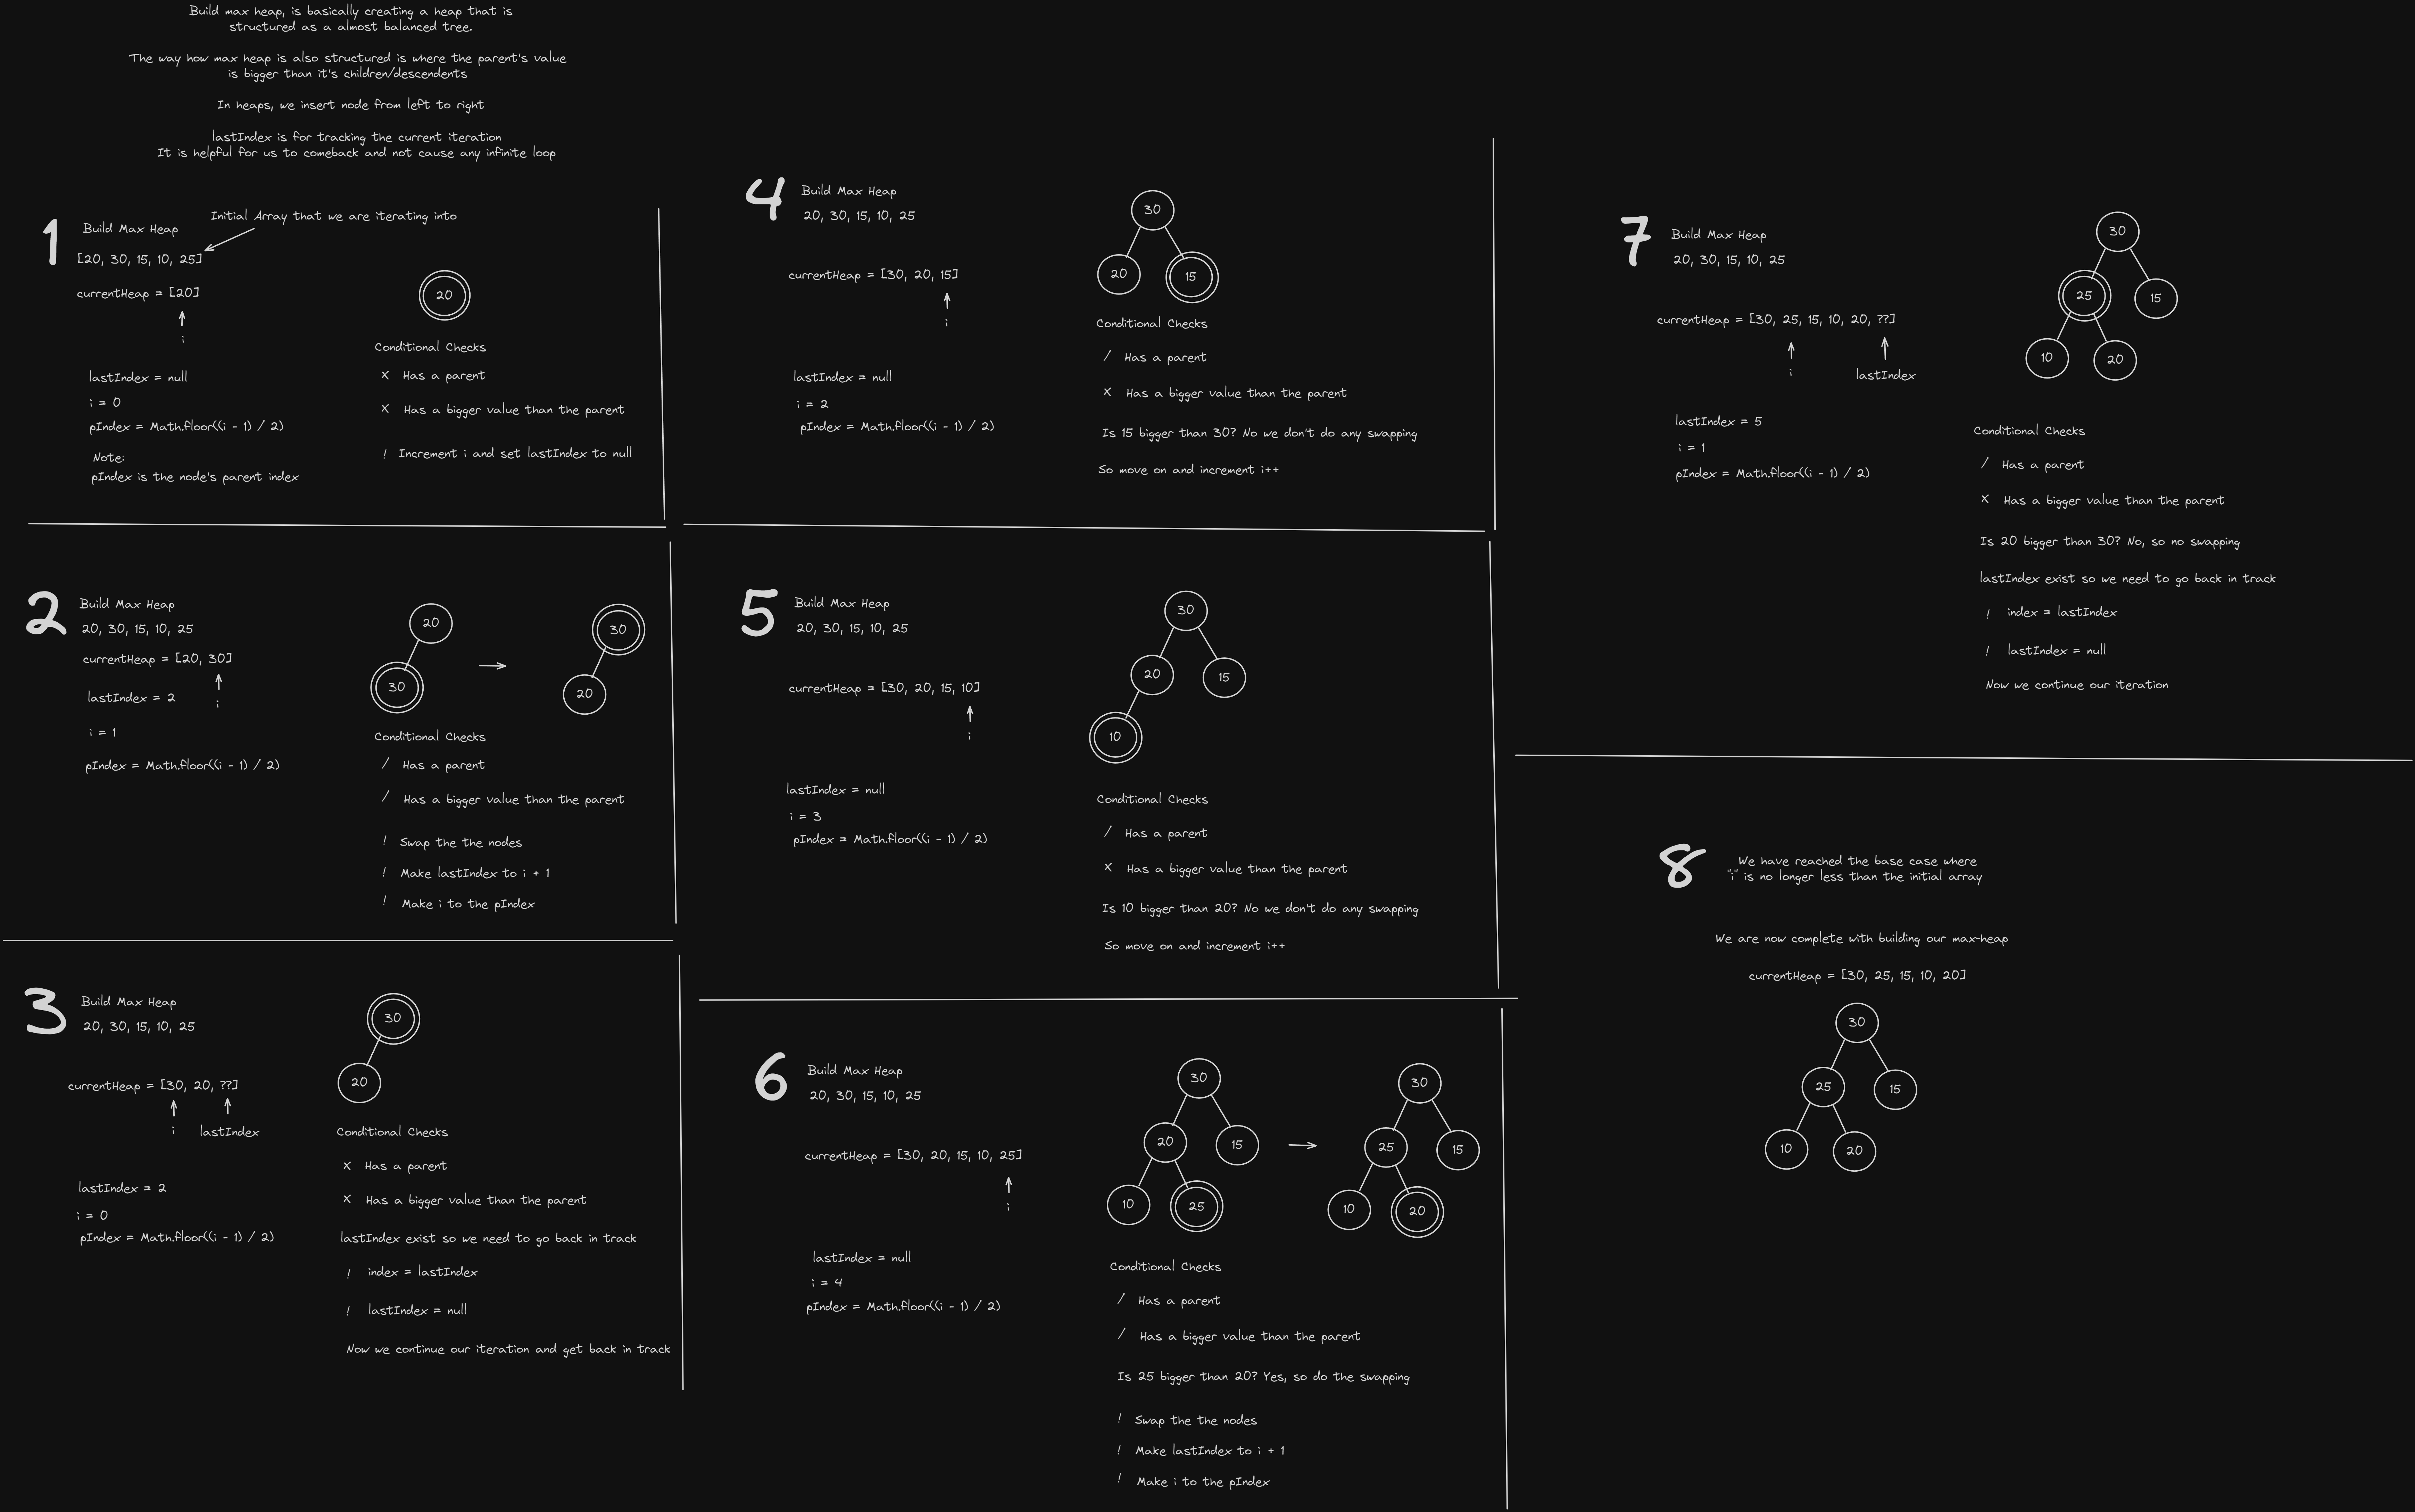 Build max heap, is basically creating a heap that is
structured as a almost balanced tree.
The way how max heap is also structured is where the parent's value
is bigger than it's children/descendents
In heaps, we insert node from left to right
lastIndex is for tracking the current iteration
It is helpful for us to comeback and not cause any infinite loop
1
Build Max Heap
Initial Array that we are iterating into
[20, 30, 15, 10, 25]
currentHeap = [20]
i
lastIndex = null
i = 0
pIndex = Math.floor((i - 1) / 2)
Note:
pIndex is the node's parent index
20
Conditional Checks
X Has a parent
X Has a bigger value than the parent
! Increment i and set lastIndex to null
2
Build Max Heap
20, 30, 15, 10, 25
currentHeap = [20, 30]
i
lastIndex = 2
i = 1
pIndex = Math.floor((i - 1) / 2)
20
30
30
20
Conditional Checks
/ Has a parent
/ Has a bigger value than the parent
! Swap the the nodes
! Make lastIndex to i + 1
! Make i to the pIndex
3
Build Max Heap
20, 30, 15, 10, 25
currentHeap = [30, 20, ??]
i lastIndex
lastIndex = 2
i = 0
pIndex = Math.floor((i - 1) / 2)
30
20
Conditional Checks
X Has a parent
X Has a bigger value than the parent
lastIndex exist so we need to go back in track
! index = lastIndex
! lastIndex = null
Now we continue our iteration and get back in track
4
Build Max Heap
20, 30, 15, 10, 25
currentHeap = [30, 20, 15]
i
lastIndex = null
i = 2
pIndex = Math.floor((i - 1) / 2)
30
20 15
Conditional Checks
/ Has a parent
X Has a bigger value than the parent
Is 15 bigger than 30? No we don't do any swapping
So move on and increment i++
5
Build Max Heap
20, 30, 15, 10, 25
currentHeap = [30, 20, 15, 10]
i
lastIndex = null
i = 3
pIndex = Math.floor((i - 1) / 2)
30
20 15
10
Conditional Checks
/ Has a parent
X Has a bigger value than the parent
Is 10 bigger than 20? No we don't do any swapping
So move on and increment i++
6
Build Max Heap
20, 30, 15, 10, 25
currentHeap = [30, 20, 15, 10, 25]
i
lastIndex = null
i = 4
pIndex = Math.floor((i - 1) / 2)
30
20 15
10 25
30
25 15
10 20
Conditional Checks
/ Has a parent
/ Has a bigger value than the parent
Is 25 bigger than 20? Yes, so do the swapping
! Swap the the nodes
! Make lastIndex to i + 1
! Make i to the pIndex
7
Build Max Heap
20, 30, 15, 10, 25
currentHeap = [30, 25, 15, 10, 20, ??]
i lastIndex
lastIndex = 5
i = 1
pIndex = Math.floor((i - 1) / 2)
30
25 15
10 20
Conditional Checks
/ Has a parent
X Has a bigger value than the parent
Is 20 bigger than 30? No, so no swapping
lastIndex exist so we need to go back in track
! index = lastIndex
! lastIndex = null
Now we continue our iteration
8
We have reached the base case where
"i" is no longer less than the initial array
We are now complete with building our max-heap
currentHeap = [30, 25, 15, 10, 20]
30
25 15
10 20